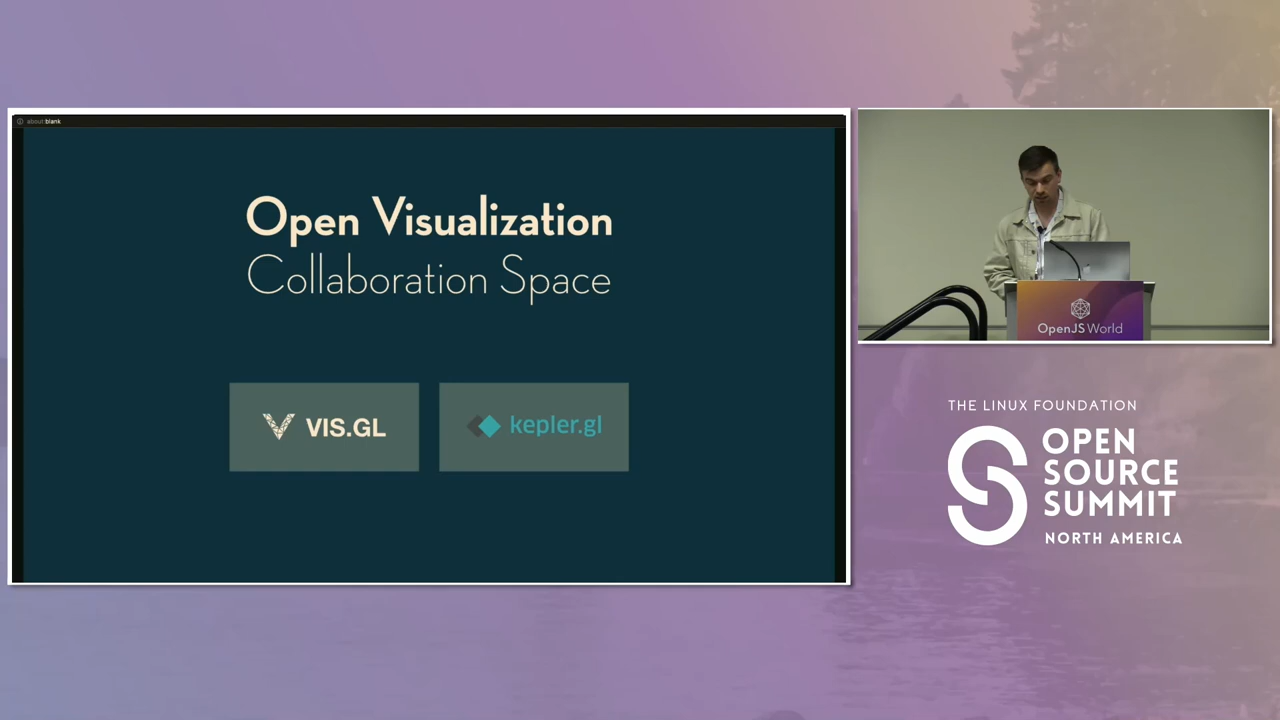 about:blank
Open Visualization
Collaboration Space
VIS.GL
kepler.gl
OpenJS World
THE LINUX FOUNDATION
OPEN
SOURCE
SUMMIT
NORTH AMERICA